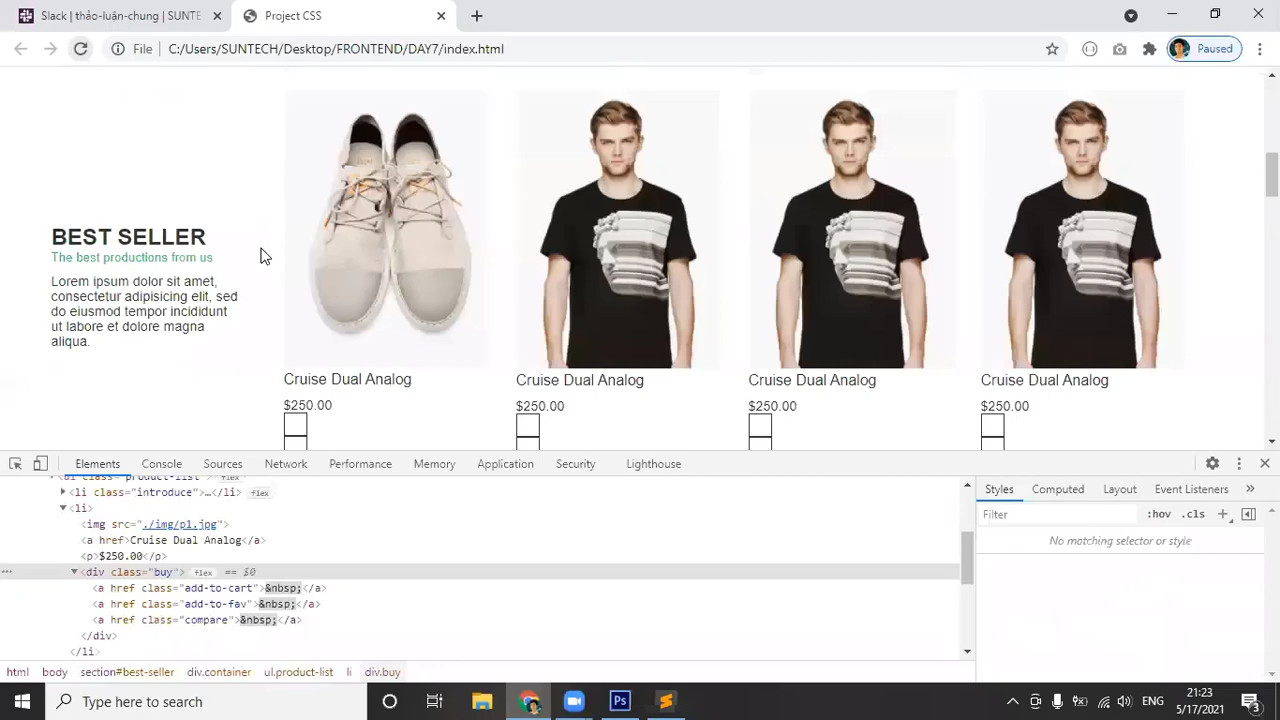 Slack | thảo-luận-chung | SUNTE
Project CSS
File
C:/Users/SUNTECH/Desktop/FRONTEND/DAY7/index.html
Paused
BEST SELLER
The best productions from us
Lorem ipsum dolor sit amet,
consectetur adipisicing elit, sed
do eiusmod tempor incididunt
ut labore et dolore magna
aliqua.
Cruise Dual Analog
$250.00
Cruise Dual Analog
$250.00
Cruise Dual Analog
$250.00
Cruise Dual Analog
$250.00
Elements Console Sources Network Performance Memory Application Security Lighthouse
<ul class="product-list"> flex
<li class="introduce">…</li> flex
<li>
<img src="./img/p1.jpg">
<a href>Cruise Dual Analog</a>
<p>$250.00</p>
<div class="buy"> flex == $0
<a href class="add-to-cart">&nbsp;</a>
<a href class="add-to-fav">&nbsp;</a>
<a href class="compare">&nbsp;</a>
</div>
</li>
html body section#best-seller div.container ul.product-list li div.buy
Styles Computed Layout Event Listeners
Filter :hov .cls
No matching selector or style
Type here to search
ENG
21:23
5/17/2021
3